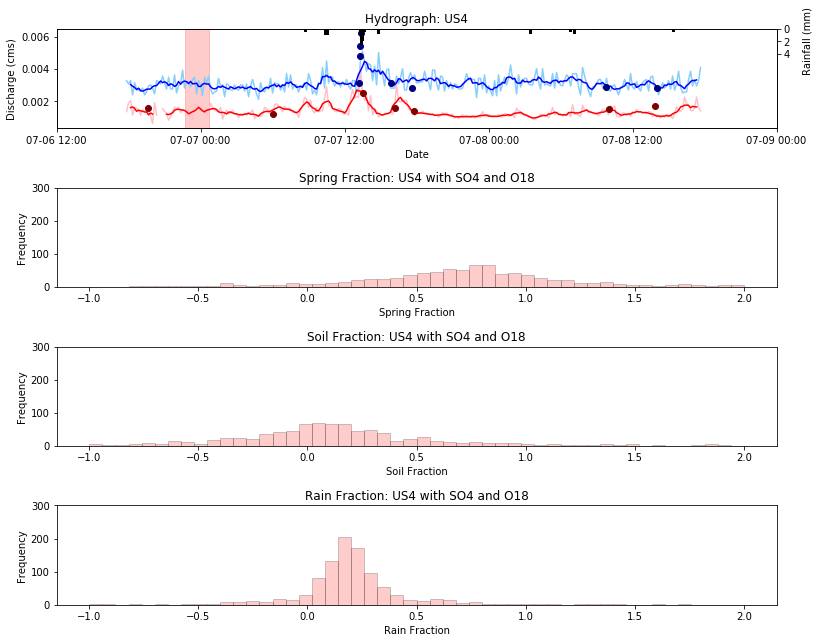 Hydrograph: US4
Discharge (cms)
0.006
0.004
0.002
0
2
4
Rainfall (mm)
07-06 12:00 07-07 00:00 07-07 12:00 07-08 00:00 07-08 12:00 07-09 00:00
Date
Spring Fraction: US4 with SO4 and O18
Frequency
300
200
100
0
−1.0 −0.5 0.0 0.5 1.0 1.5 2.0
Spring Fraction
Soil Fraction: US4 with SO4 and O18
Frequency
300
200
100
0
−1.0 −0.5 0.0 0.5 1.0 1.5 2.0
Soil Fraction
Rain Fraction: US4 with SO4 and O18
Frequency
300
200
100
0
−1.0 −0.5 0.0 0.5 1.0 1.5 2.0
Rain Fraction